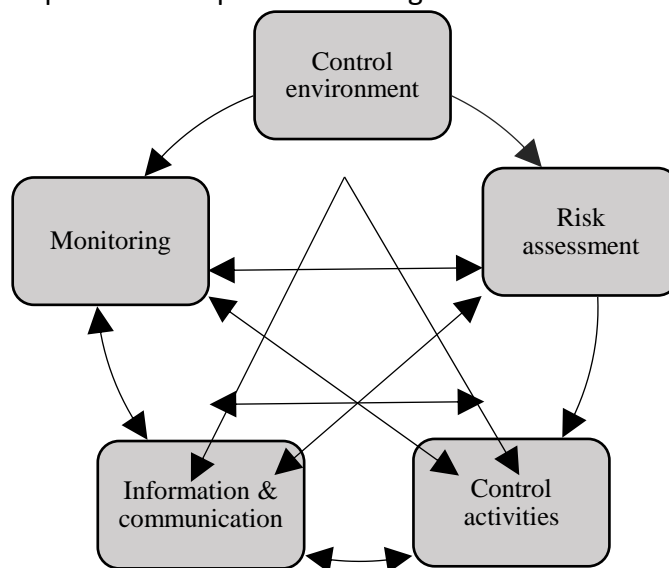 Control
environment
Monitoring
Risk
assessment
Information &
communication
Control
activities